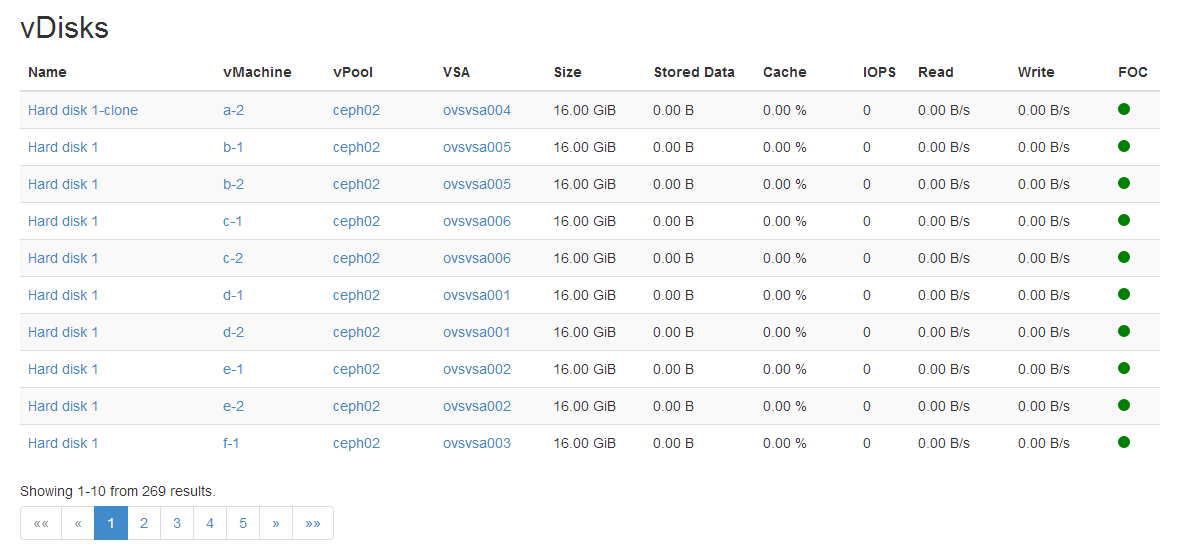 vDisks
Name vMachine vPool VSA Size Stored Data Cache IOPS Read Write FOC
Hard disk 1-clone a-2 ceph02 ovsvsa004 16.00 GiB 0.00 B 0.00 % 0 0.00 B/s 0.00 B/s
Hard disk 1 b-1 ceph02 ovsvsa005 16.00 GiB 0.00 B 0.00 % 0 0.00 B/s 0.00 B/s
Hard disk 1 b-2 ceph02 ovsvsa005 16.00 GiB 0.00 B 0.00 % 0 0.00 B/s 0.00 B/s
Hard disk 1 c-1 ceph02 ovsvsa006 16.00 GiB 0.00 B 0.00 % 0 0.00 B/s 0.00 B/s
Hard disk 1 c-2 ceph02 ovsvsa006 16.00 GiB 0.00 B 0.00 % 0 0.00 B/s 0.00 B/s
Hard disk 1 d-1 ceph02 ovsvsa001 16.00 GiB 0.00 B 0.00 % 0 0.00 B/s 0.00 B/s
Hard disk 1 d-2 ceph02 ovsvsa001 16.00 GiB 0.00 B 0.00 % 0 0.00 B/s 0.00 B/s
Hard disk 1 e-1 ceph02 ovsvsa002 16.00 GiB 0.00 B 0.00 % 0 0.00 B/s 0.00 B/s
Hard disk 1 e-2 ceph02 ovsvsa002 16.00 GiB 0.00 B 0.00 % 0 0.00 B/s 0.00 B/s
Hard disk 1 f-1 ceph02 ovsvsa003 16.00 GiB 0.00 B 0.00 % 0 0.00 B/s 0.00 B/s
Showing 1-10 from 269 results.
«« « 1 2 3 4 5 » »»